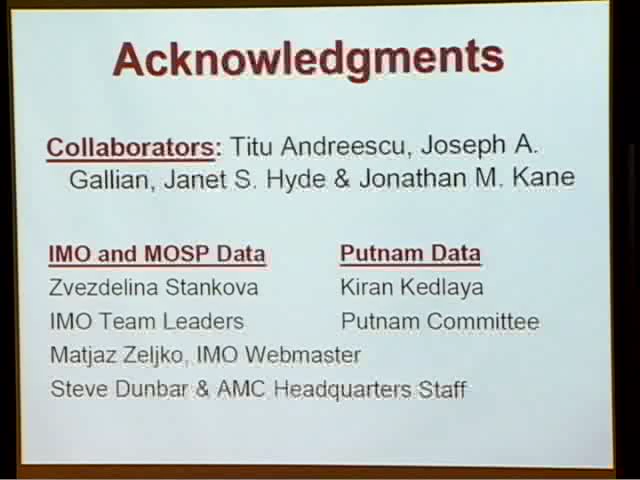 Acknowledgments
Collaborators: Titu Andreescu, Joseph A.
Gallian, Janet S. Hyde & Jonathan M. Kane
IMO and MOSP Data
Zvezdelina Stankova
IMO Team Leaders
Matjaz Zeljko, IMO Webmaster
Steve Dunbar & AMC Headquarters Staff
Putnam Data
Kiran Kedlaya
Putnam Committee